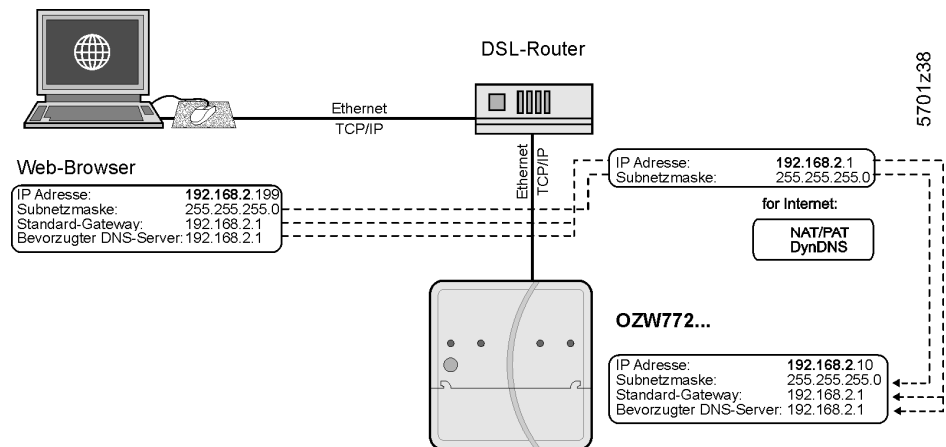 DSL-Router
5701z38
Ethernet
TCP/IP
Ethernet
TCP/IP
Web-Browser
IP Adresse: 192.168.2.199
Subnetzmaske: 255.255.255.0
Standard-Gateway: 192.168.2.1
Bevorzugter DNS-Server: 192.168.2.1
IP Adresse: 192.168.2.1
Subnetzmaske: 255.255.255.0
for Internet:
NAT/PAT
DynDNS
OZW772...
IP Adresse: 192.168.2.10
Subnetzmaske: 255.255.255.0
Standard-Gateway: 192.168.2.1
Bevorzugter DNS-Server: 192.168.2.1